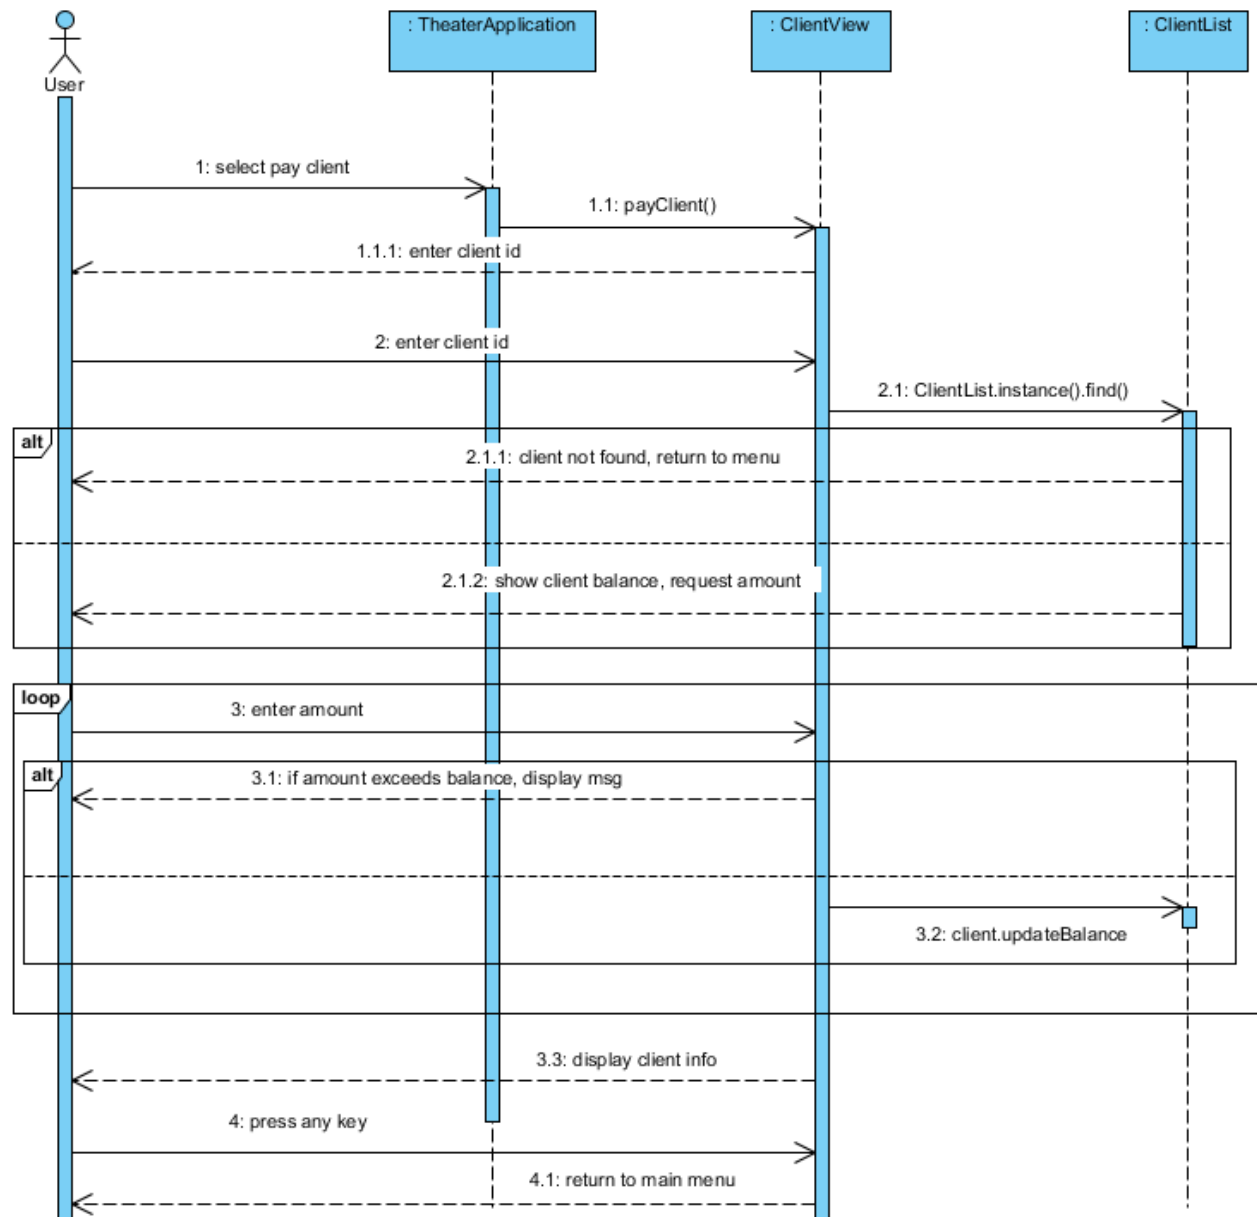 : TheaterApplication
: ClientView
: ClientList
User
1: select pay client
1.1: payClient()
1.1.1: enter client id
2: enter client id
2.1: ClientList.instance().find()
alt
2.1.1: client not found, return to menu
2.1.2: show client balance, request amount
loop
3: enter amount
alt
3.1: if amount exceeds balance, display msg
3.2: client.updateBalance
3.3: display client info
4: press any key
4.1: return to main menu